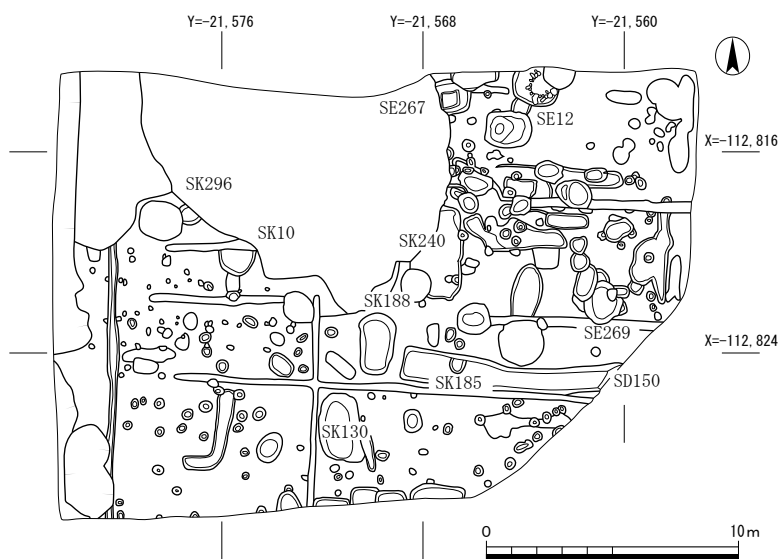 Y=-21,576
Y=-21,568
Y=-21,560
SE267
SE12
X=-112,816
SK296
SK10
SK240
SK188
SE269
X=-112,824
SK185
SD150
SK130
0
10m